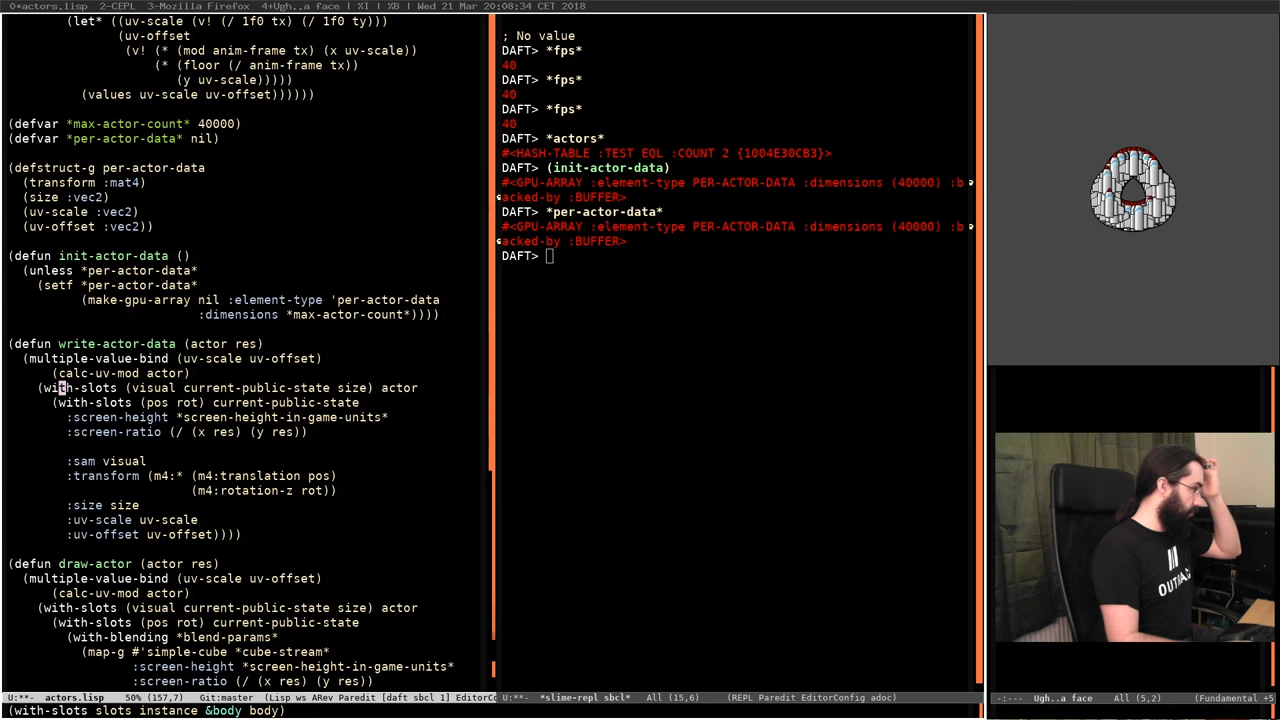 0*actors.lisp  2-CEPL  3-Mozilla Firefox  4+Ugh..a face | %I | %B | Wed 21 Mar 20:08:34 CET 2018
(let* ((uv-scale (v! (/ 1f0 tx) (/ 1f0 ty)))
(uv-offset
(v! (* (mod anim-frame tx) (x uv-scale))
(* (floor (/ anim-frame tx))
(y uv-scale)))))
(values uv-scale uv-offset))))))
(defvar *max-actor-count* 40000)
(defvar *per-actor-data* nil)
(defstruct-g per-actor-data
(transform :mat4)
(size :vec2)
(uv-scale :vec2)
(uv-offset :vec2))
(defun init-actor-data ()
(unless *per-actor-data*
(setf *per-actor-data*
(make-gpu-array nil :element-type 'per-actor-data
:dimensions *max-actor-count*))))
(defun write-actor-data (actor res)
(multiple-value-bind (uv-scale uv-offset)
(calc-uv-mod actor)
(with-slots (visual current-public-state size) actor
(with-slots (pos rot) current-public-state
:screen-height *screen-height-in-game-units*
:screen-ratio (/ (x res) (y res))
:sam visual
:transform (m4:* (m4:translation pos)
(m4:rotation-z rot))
:size size
:uv-scale uv-scale
:uv-offset uv-offset))))
(defun draw-actor (actor res)
(multiple-value-bind (uv-scale uv-offset)
(calc-uv-mod actor)
(with-slots (visual current-public-state size) actor
(with-slots (pos rot) current-public-state
(with-blending *blend-params*
(map-g #'simple-cube *cube-stream*
:screen-height *screen-height-in-game-units*
:screen-ratio (/ (x res) (y res))
U:**-  actors.lisp    50% (157,7)    Git:master  (Lisp ws ARev Paredit [daft sbcl 1] EditorCo
(with-slots slots instance &body body)
; No value
DAFT> *fps*
40
DAFT> *fps*
40
DAFT> *fps*
40
DAFT> *actors*
#<HASH-TABLE :TEST EQL :COUNT 2 {1004E30CB3}>
DAFT> (init-actor-data)
#<GPU-ARRAY :element-type PER-ACTOR-DATA :dimensions (40000) :b
acked-by :BUFFER>
DAFT> *per-actor-data*
#<GPU-ARRAY :element-type PER-ACTOR-DATA :dimensions (40000) :b
acked-by :BUFFER>
DAFT>
U:**-  *slime-repl sbcl*   All (15,6)     (REPL Paredit EditorConfig adoc)
-:---  Ugh..a face    All (5,2)     (Fundamental +5